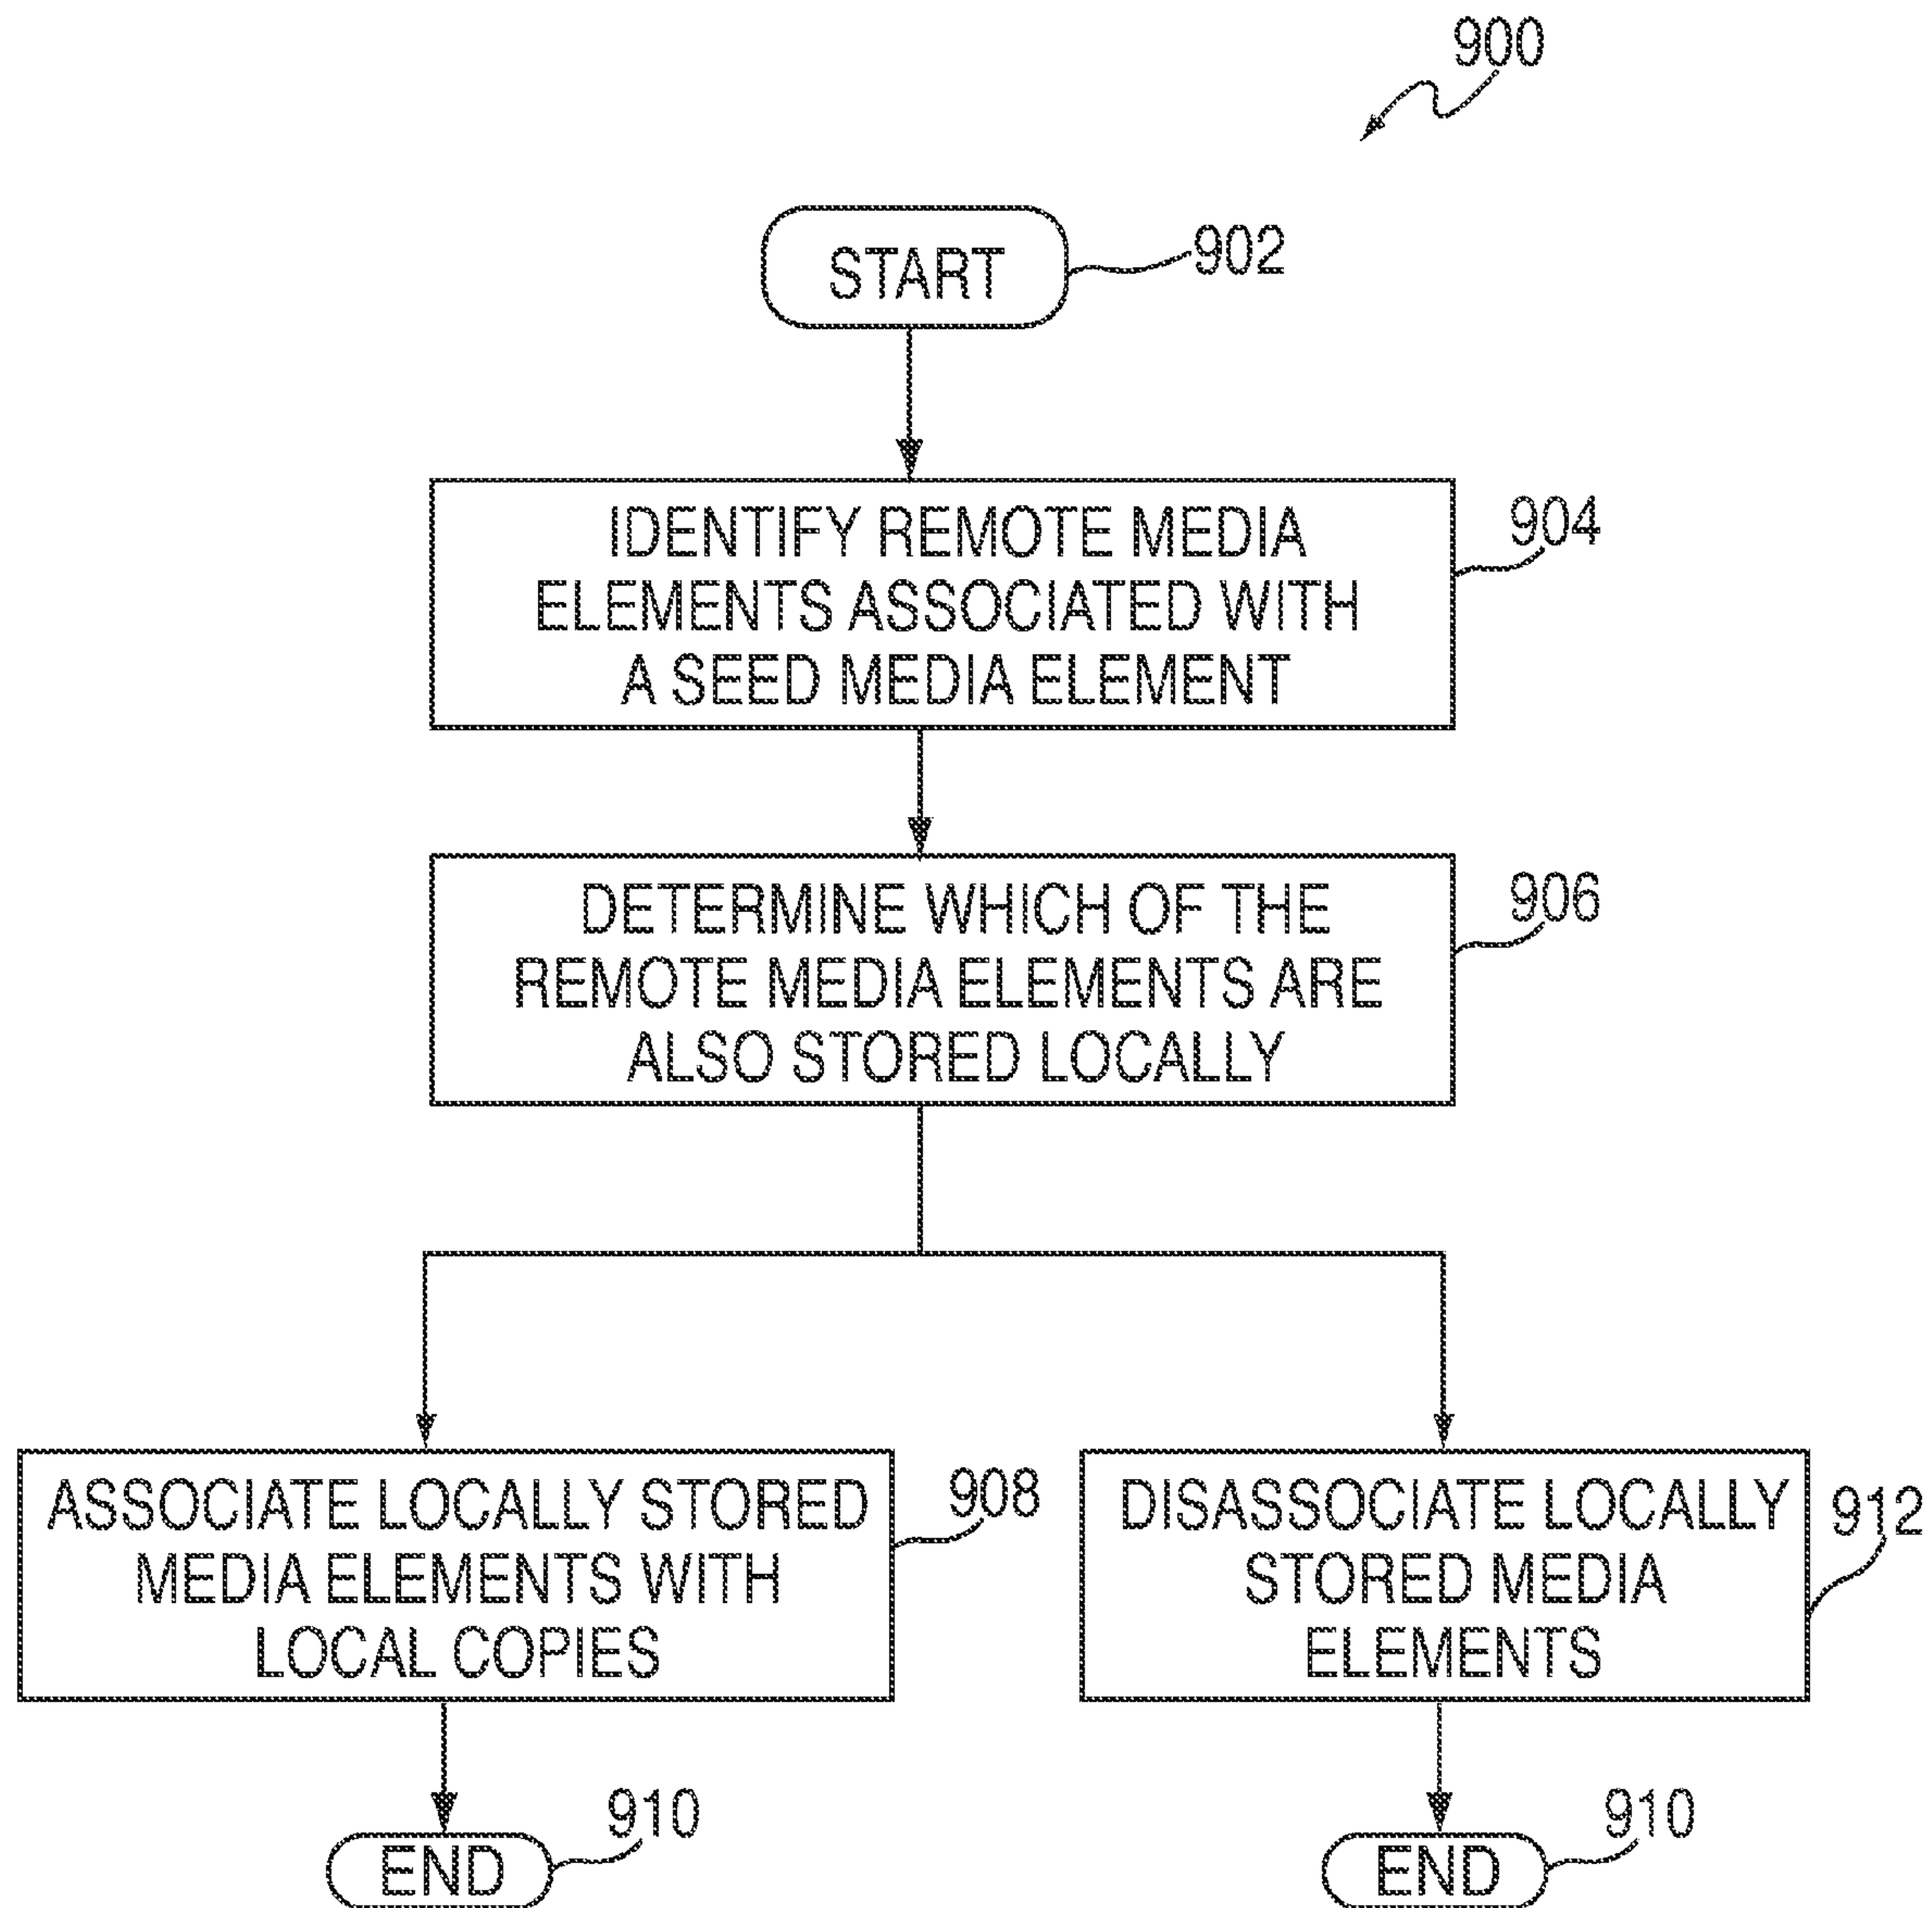 900
START
902
IDENTIFY REMOTE MEDIA
ELEMENTS ASSOCIATED WITH
A SEED MEDIA ELEMENT
904
DETERMINE WHICH OF THE
REMOTE MEDIA ELEMENTS ARE
ALSO STORED LOCALLY
906
ASSOCIATE LOCALLY STORED
MEDIA ELEMENTS WITH
LOCAL COPIES
908
DISASSOCIATE LOCALLY
STORED MEDIA
ELEMENTS
912
END
910
END
910